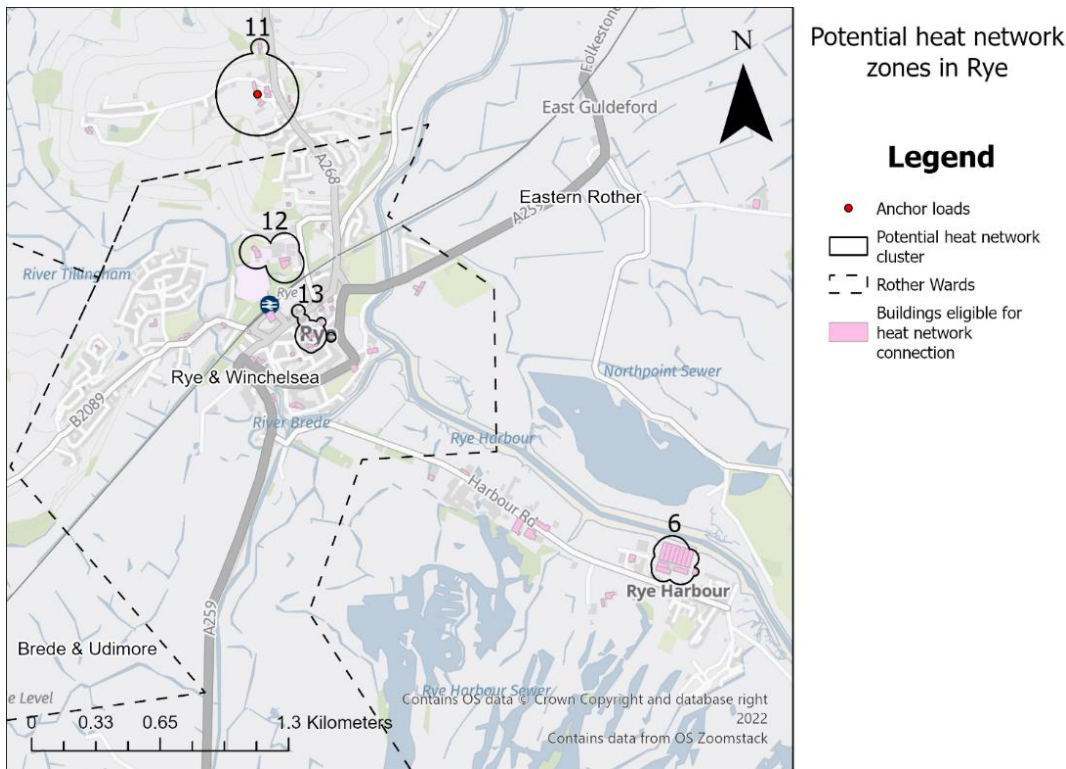 Potential heat network
zones in Rye
Legend
Anchor loads
Potential heat network
cluster
Rother Wards
Buildings eligible for
heat network
connection
11
N
Folkestone
East Guldeford
A268
Eastern Rother
A259
12
River Tillingham
Rye
13
Rye
Rye & Winchelsea
Northpoint Sewer
B2089
River Brede
Rye Harbour
Harbour Rd
6
Rye Harbour
A259
Brede & Udimore
e Level
Rye Harbour Sewer
Contains OS data © Crown Copyright and database right
2022
Contains data from OS Zoomstack
0 0.33 0.65 1.3 Kilometers